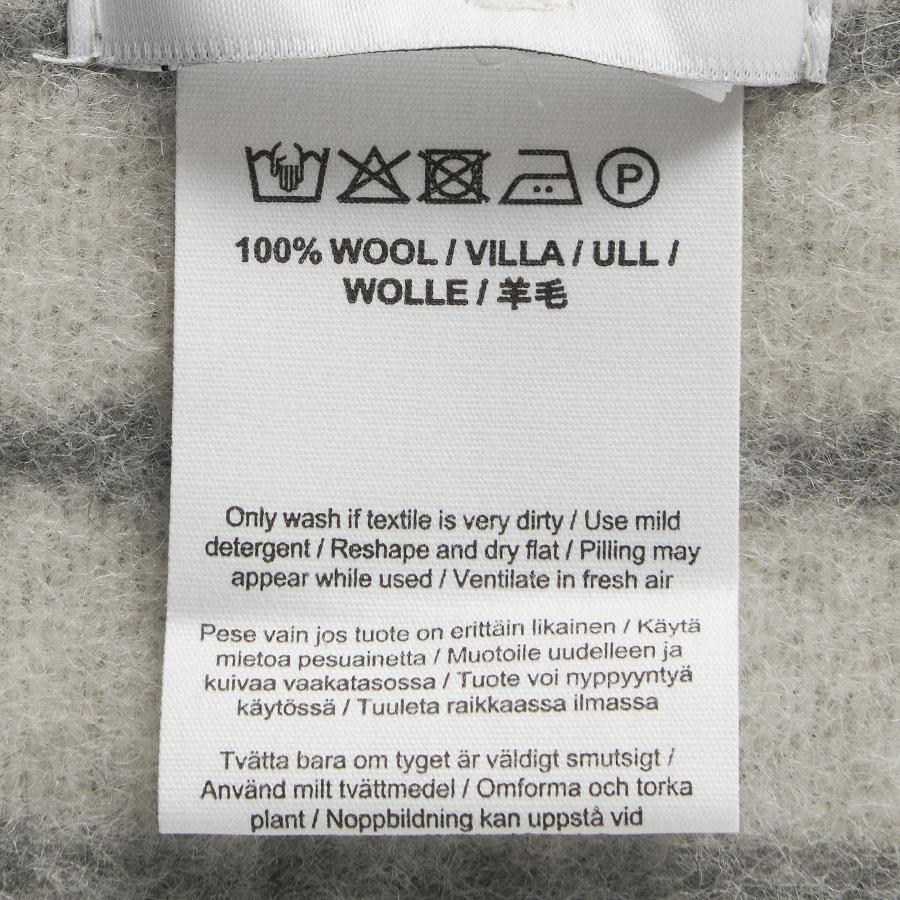 P
100% WOOL / VILLA / ULL /
WOLLE / 羊毛
Only wash if textile is very dirty / Use mild
detergent / Reshape and dry flat / Pilling may
appear while used / Ventilate in fresh air
Pese vain jos tuote on erittäin likainen / Käytä
mietoa pesuainetta / Muotoile uudelleen ja
kuivaa vaakatasossa / Tuote voi nyppyyntyä
käytössä / Tuuleta raikkaassa ilmassa
Tvätta bara om tyget är väldigt smutsigt /
Använd milt tvättmedel / Omforma och torka
plant / Noppbildning kan uppstå vid